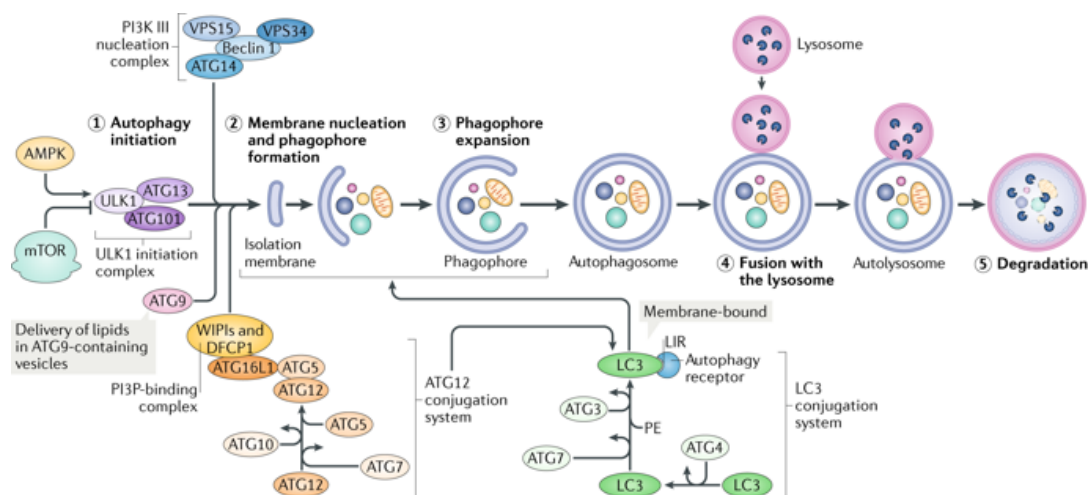 PI3K III
nucleation
complex
VPS15
VPS34
Beclin 1
ATG14
Lysosome
① Autophagy
initiation
② Membrane nucleation
and phagophore
formation
③ Phagophore
expansion
AMPK
ULK1
ATG13
ATG101
mTOR
ULK1 initiation
complex
Isolation
membrane
Phagophore
Autophagosome
④ Fusion with
the lysosome
Autolysosome
⑤ Degradation
ATG9
Delivery of lipids
in ATG9-containing
vesicles
WIPIs and
DFCP1
ATG16L1
ATG5
ATG12
PI3P-binding
complex
ATG12
conjugation
system
ATG5
ATG10
ATG7
ATG12
Membrane-bound
LIR
LC3
Autophagy
receptor
LC3
conjugation
system
ATG3
PE
ATG7
ATG4
LC3
LC3